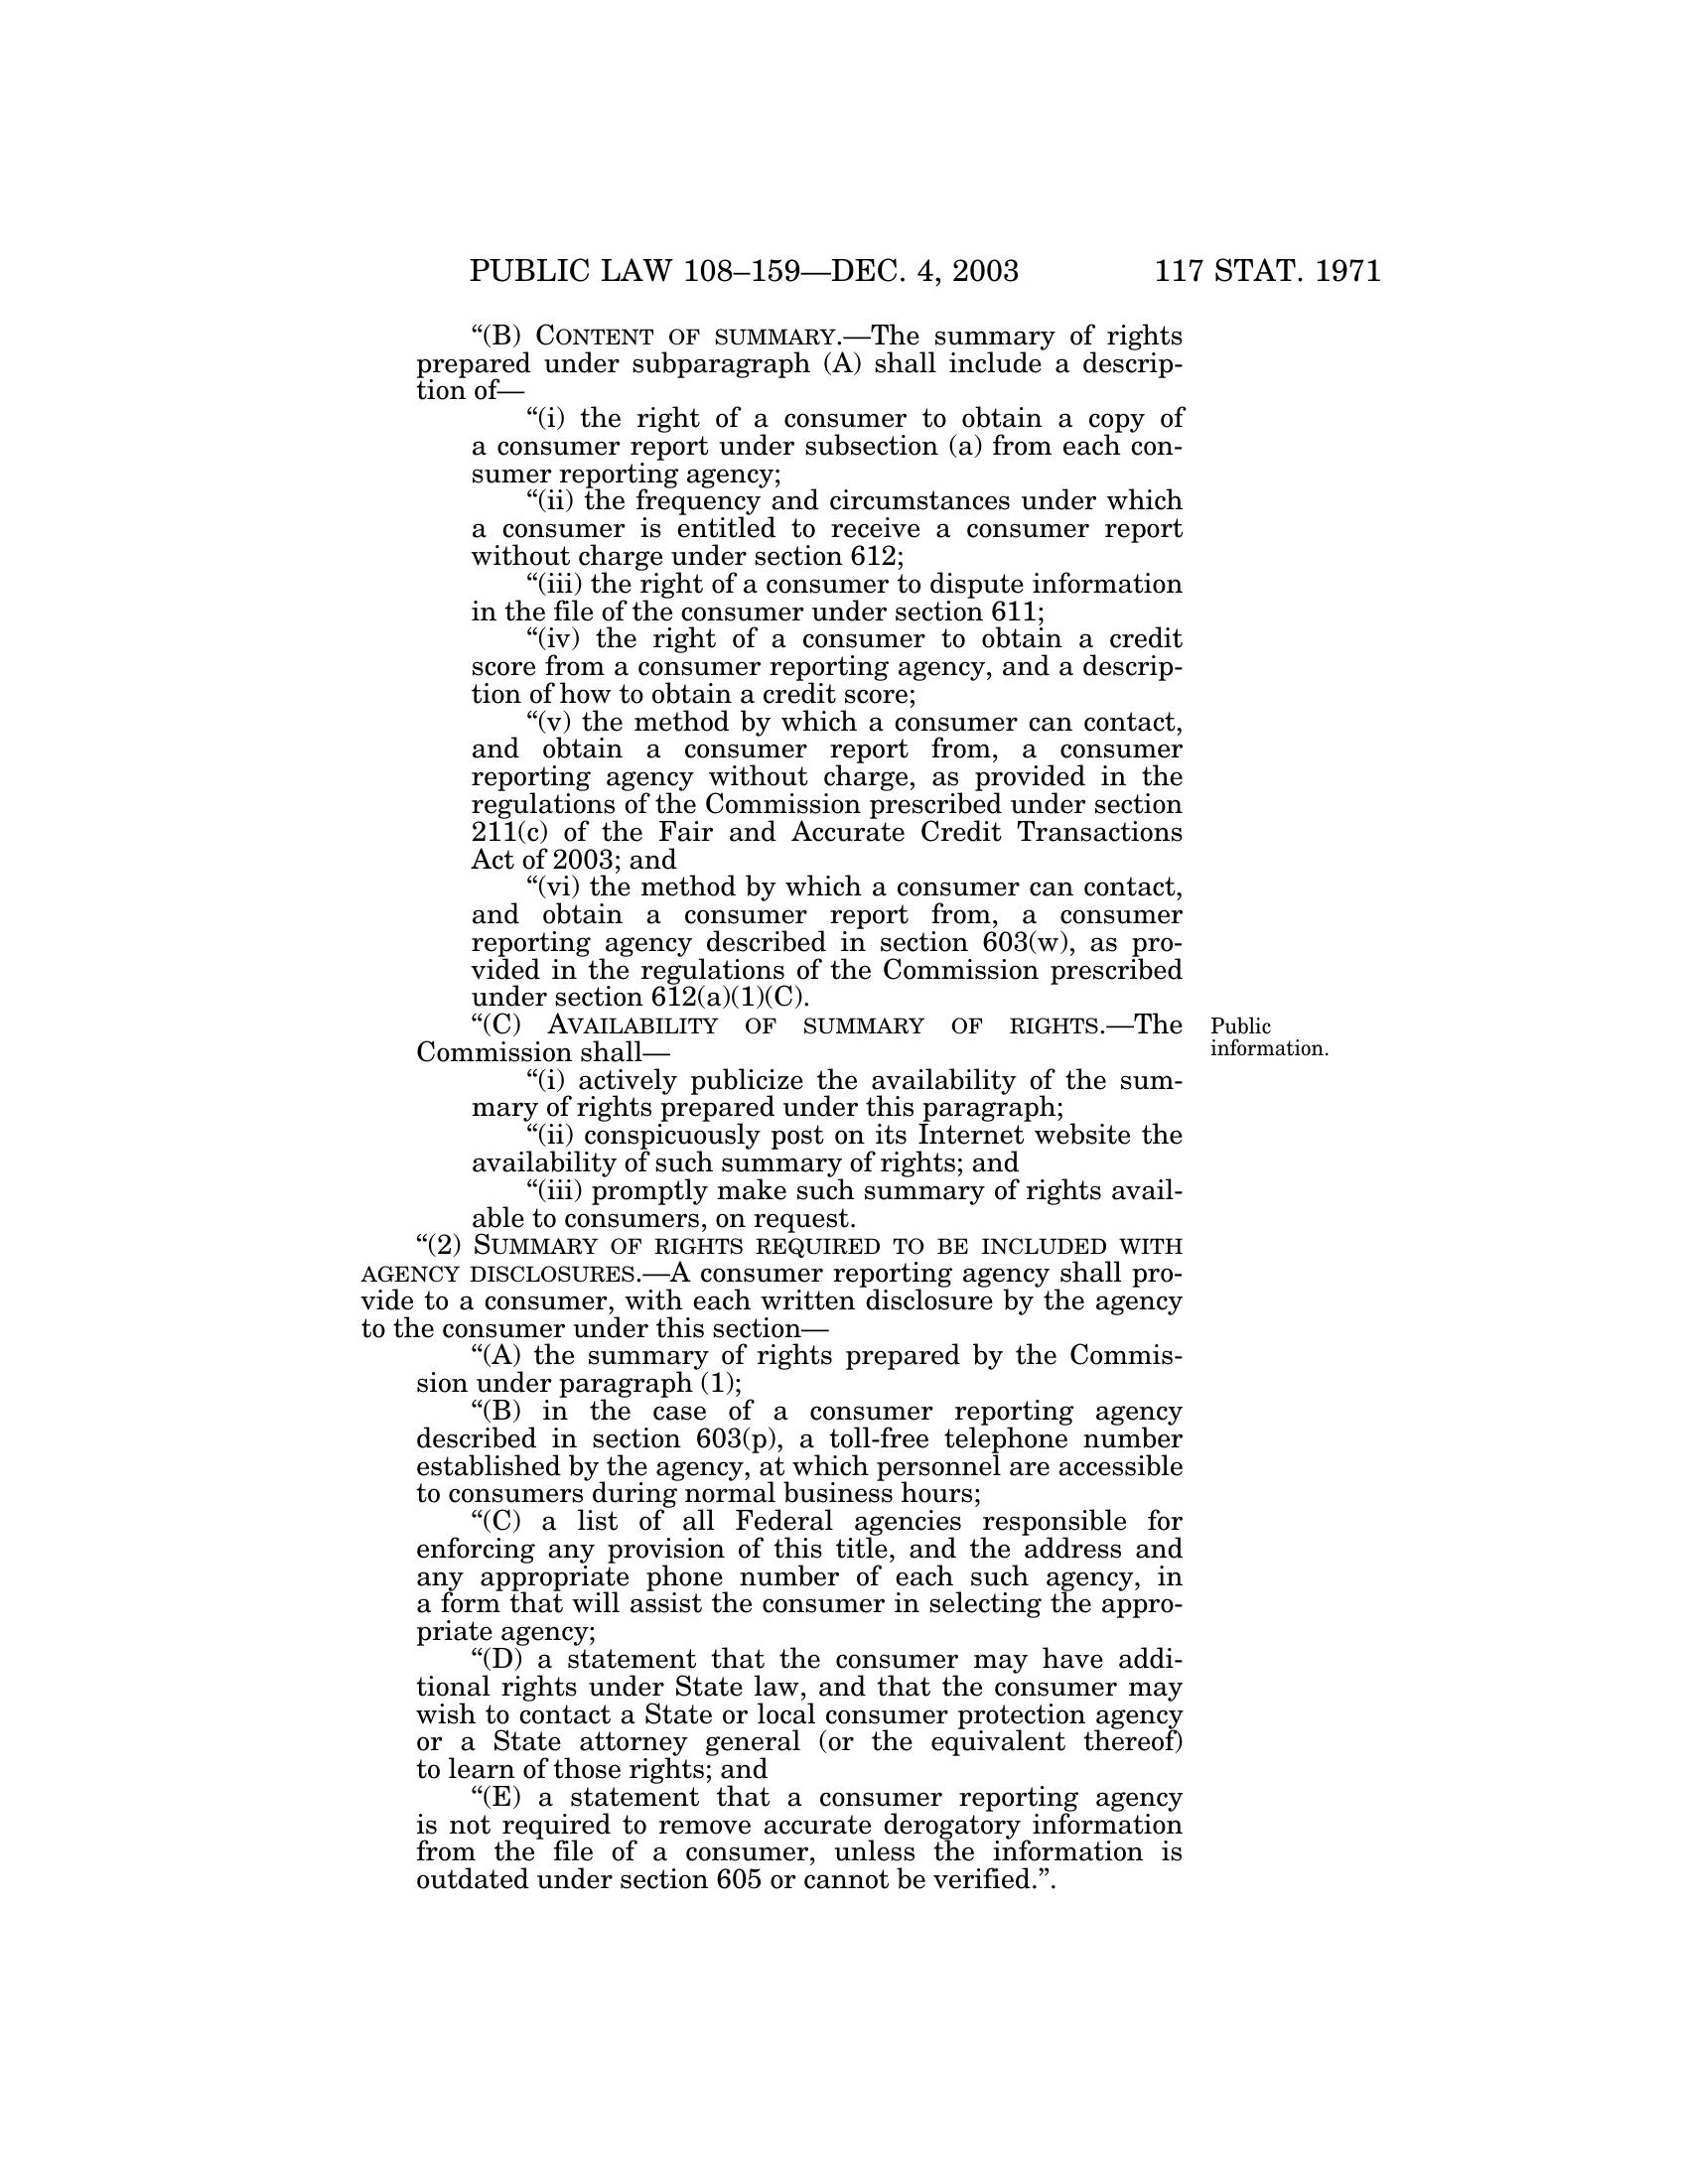 PUBLIC LAW 108–159—DEC. 4, 2003 117 STAT. 1971
“(B) CONTENT OF SUMMARY.—The summary of rights
prepared under subparagraph (A) shall include a descrip-
tion of—
“(i) the right of a consumer to obtain a copy of
a consumer report under subsection (a) from each con-
sumer reporting agency;
“(ii) the frequency and circumstances under which
a consumer is entitled to receive a consumer report
without charge under section 612;
“(iii) the right of a consumer to dispute information
in the file of the consumer under section 611;
“(iv) the right of a consumer to obtain a credit
score from a consumer reporting agency, and a descrip-
tion of how to obtain a credit score;
“(v) the method by which a consumer can contact,
and obtain a consumer report from, a consumer
reporting agency without charge, as provided in the
regulations of the Commission prescribed under section
211(c) of the Fair and Accurate Credit Transactions
Act of 2003; and
“(vi) the method by which a consumer can contact,
and obtain a consumer report from, a consumer
reporting agency described in section 603(w), as pro-
vided in the regulations of the Commission prescribed
under section 612(a)(1)(C).
“(C) AVAILABILITY OF SUMMARY OF RIGHTS.—The
Commission shall—
Public
information.
“(i) actively publicize the availability of the sum-
mary of rights prepared under this paragraph;
“(ii) conspicuously post on its Internet website the
availability of such summary of rights; and
“(iii) promptly make such summary of rights avail-
able to consumers, on request.
“(2) SUMMARY OF RIGHTS REQUIRED TO BE INCLUDED WITH
AGENCY DISCLOSURES.—A consumer reporting agency shall pro-
vide to a consumer, with each written disclosure by the agency
to the consumer under this section—
“(A) the summary of rights prepared by the Commis-
sion under paragraph (1);
“(B) in the case of a consumer reporting agency
described in section 603(p), a toll-free telephone number
established by the agency, at which personnel are accessible
to consumers during normal business hours;
“(C) a list of all Federal agencies responsible for
enforcing any provision of this title, and the address and
any appropriate phone number of each such agency, in
a form that will assist the consumer in selecting the appro-
priate agency;
“(D) a statement that the consumer may have addi-
tional rights under State law, and that the consumer may
wish to contact a State or local consumer protection agency
or a State attorney general (or the equivalent thereof)
to learn of those rights; and
“(E) a statement that a consumer reporting agency
is not required to remove accurate derogatory information
from the file of a consumer, unless the information is
outdated under section 605 or cannot be verified.”.